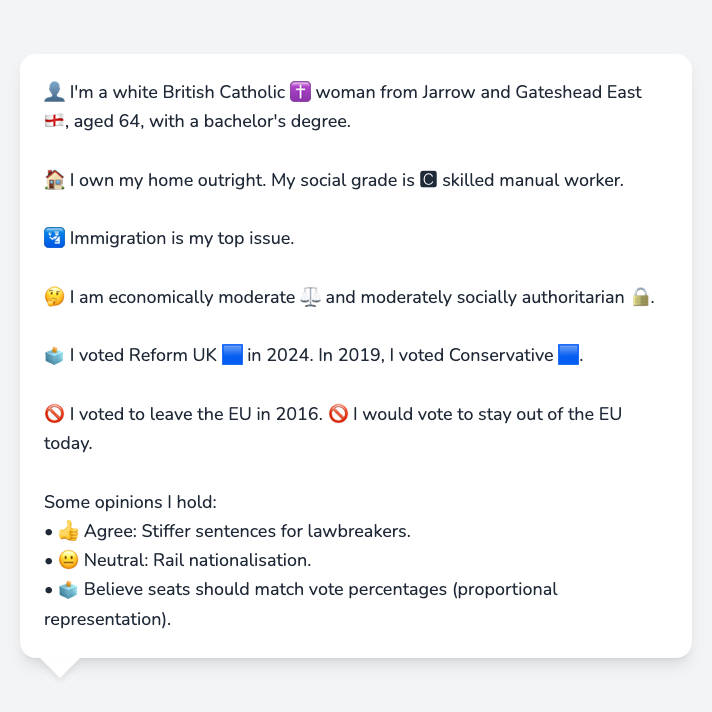 👤 I'm a white British Catholic ✝️ woman from Jarrow and Gateshead East
🏴󠁧󠁢󠁥󠁮󠁧󠁿, aged 64, with a bachelor's degree.
🏠 I own my home outright. My social grade is 🅲 skilled manual worker.
🛂 Immigration is my top issue.
🤔 I am economically moderate ⚖️ and moderately socially authoritarian 🔒.
🗳️ I voted Reform UK 🟦 in 2024. In 2019, I voted Conservative 🟦.
🚫 I voted to leave the EU in 2016. 🚫 I would vote to stay out of the EU
today.
Some opinions I hold:
• 👍 Agree: Stiffer sentences for lawbreakers.
• 😐 Neutral: Rail nationalisation.
• 🗳️ Believe seats should match vote percentages (proportional
representation).